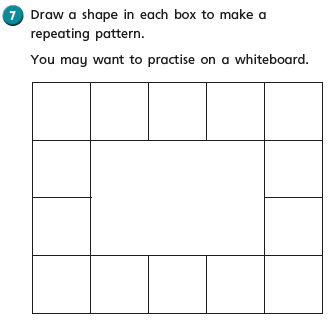 7 Draw a shape in each box to make a
repeating pattern.
You may want to practise on a whiteboard.